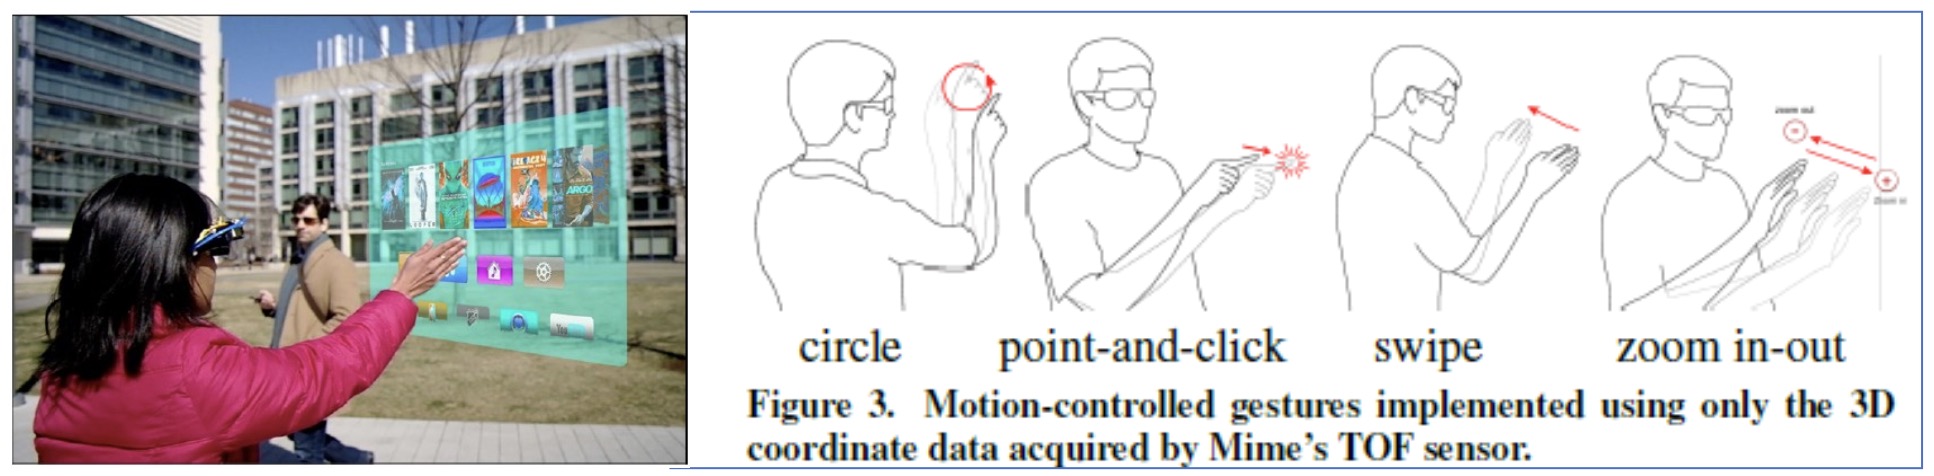 ARGO
You
zoom out
Zoom in
circle
point-and-click
swipe
zoom in-out
Figure 3. Motion-controlled gestures implemented using only the 3D
coordinate data acquired by Mime's TOF sensor.